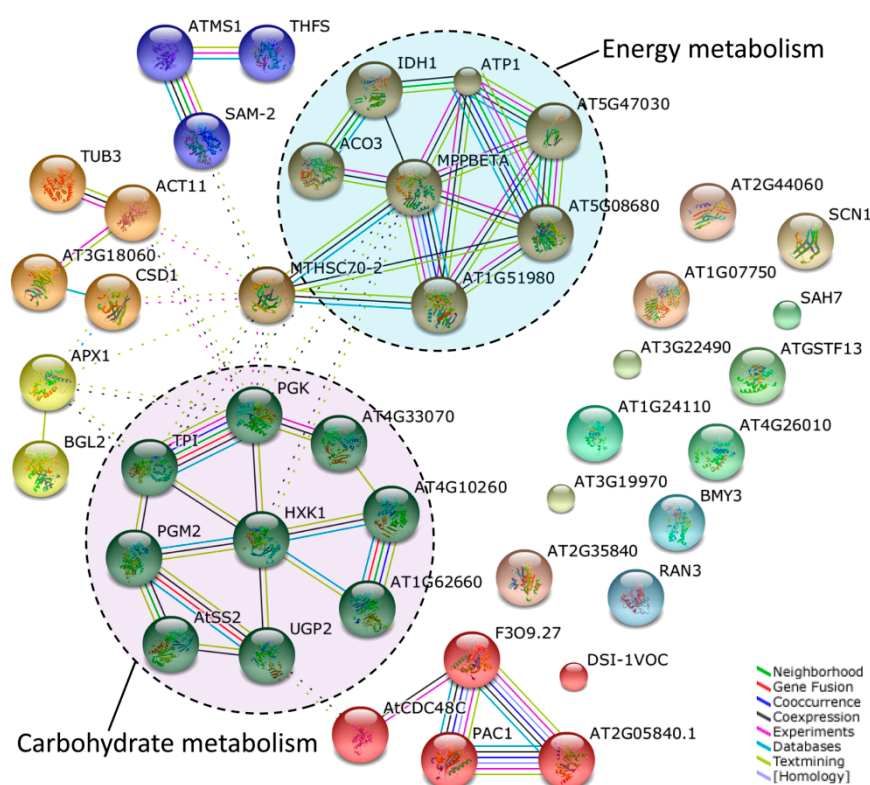 ATMS1
THFS
Energy metabolism
IDH1
ATP1
AT5G47030
SAM-2
ACO3
MPPBETA
TUB3
ACT11
AT2G44060
SCN1
AT5G08680
AT3G18060
CSD1
MTHSC70-2
AT1G51980
AT1G07750
SAH7
APX1
AT3G22490
ATGSTF13
PGK
AT4G33070
AT1G24110
AT4G26010
BGL2
TPI
AT4G10260
AT3G19970
BMY3
PGM2
HXK1
AT2G35840
RAN3
AT1G62660
AtSS2
UGP2
F3O9.27
DSI-1VOC
Neighborhood
Gene Fusion
Cooccurrence
Coexpression
Experiments
Databases
Textmining
[Homology]
AtCDC48C
PAC1
AT2G05840.1
Carbohydrate metabolism